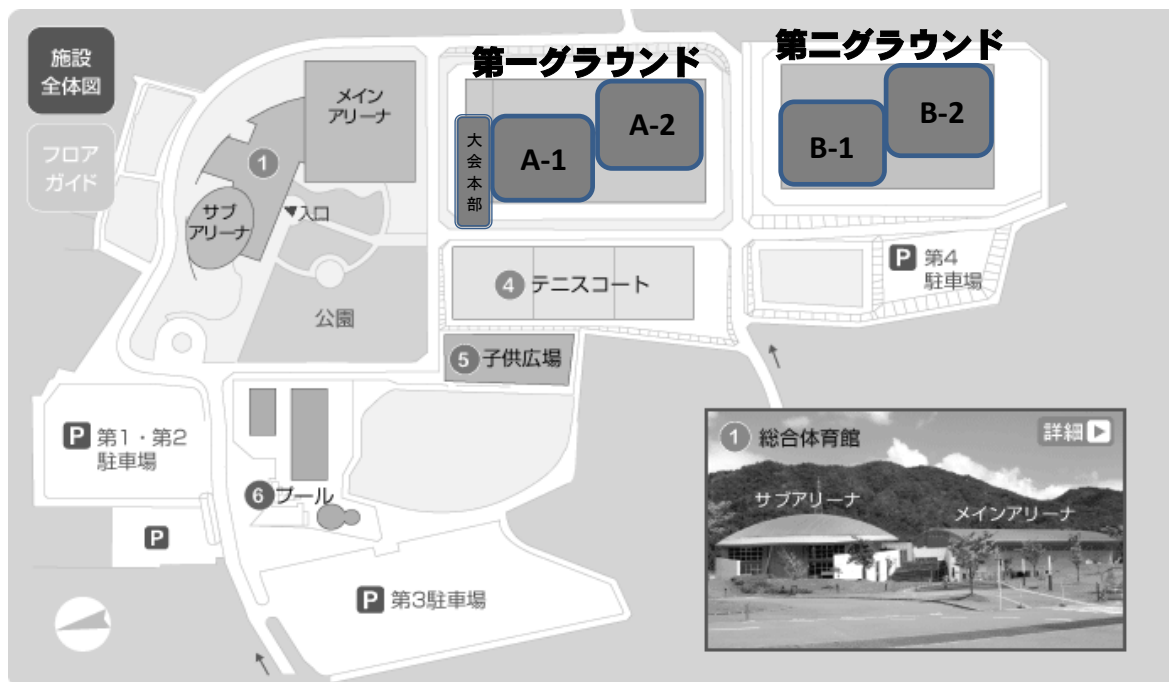 施設
全体図
フロア
ガイド
第一グラウンド
第二グラウンド
メイン
アリーナ
1
サブ
アリーナ
入口
公園
大会本部
A-1
A-2
B-1
B-2
4 テニスコート
P 第4
駐車場
5 子供広場
P 第1・第2
駐車場
6 プール
P
P 第3駐車場
1 総合体育館
詳細
サブアリーナ
メインアリーナ